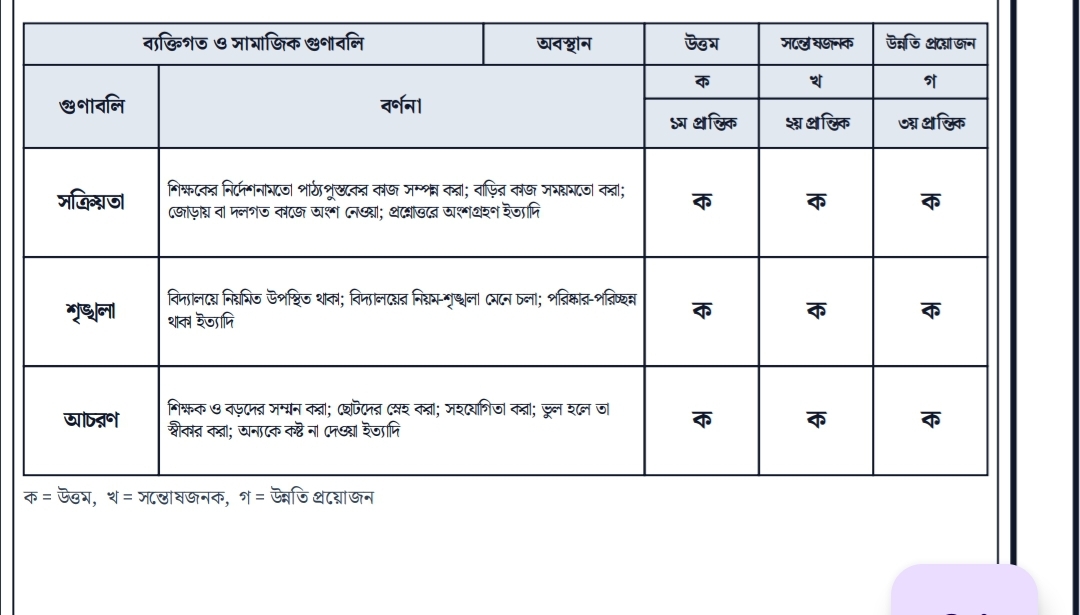 ব্যক্তিগত ও সামাজিক গুণাবলি অবস্থান উত্তম সন্তোষজনক উন্নতি প্রয়োজন
ক খ গ
গুণাবলি বর্ণনা
১ম প্রান্তিক ২য় প্রান্তিক ৩য় প্রান্তিক
সক্রিয়তা
শিক্ষকের নির্দেশনামতো পাঠ্যপুস্তকের কাজ সম্পন্ন করা; বাড়ির কাজ সময়মতো করা;
জোড়ায় বা দলগত কাজে অংশ নেওয়া; প্রশ্নোত্তরে অংশগ্রহণ ইত্যাদি
ক ক ক
শৃঙ্খলা
বিদ্যালয়ে নিয়মিত উপস্থিত থাকা; বিদ্যালয়ের নিয়ম-শৃঙ্খলা মেনে চলা; পরিষ্কার-পরিচ্ছন্ন
থাকা ইত্যাদি
ক ক ক
আচরণ
শিক্ষক ও বড়দের সম্মান করা; ছোটদের স্নেহ করা; সহযোগিতা করা; ভুল হলে তা
স্বীকার করা; অন্যকে কষ্ট না দেওয়া ইত্যাদি
ক ক ক
ক = উত্তম, খ = সন্তোষজনক, গ = উন্নতি প্রয়োজন